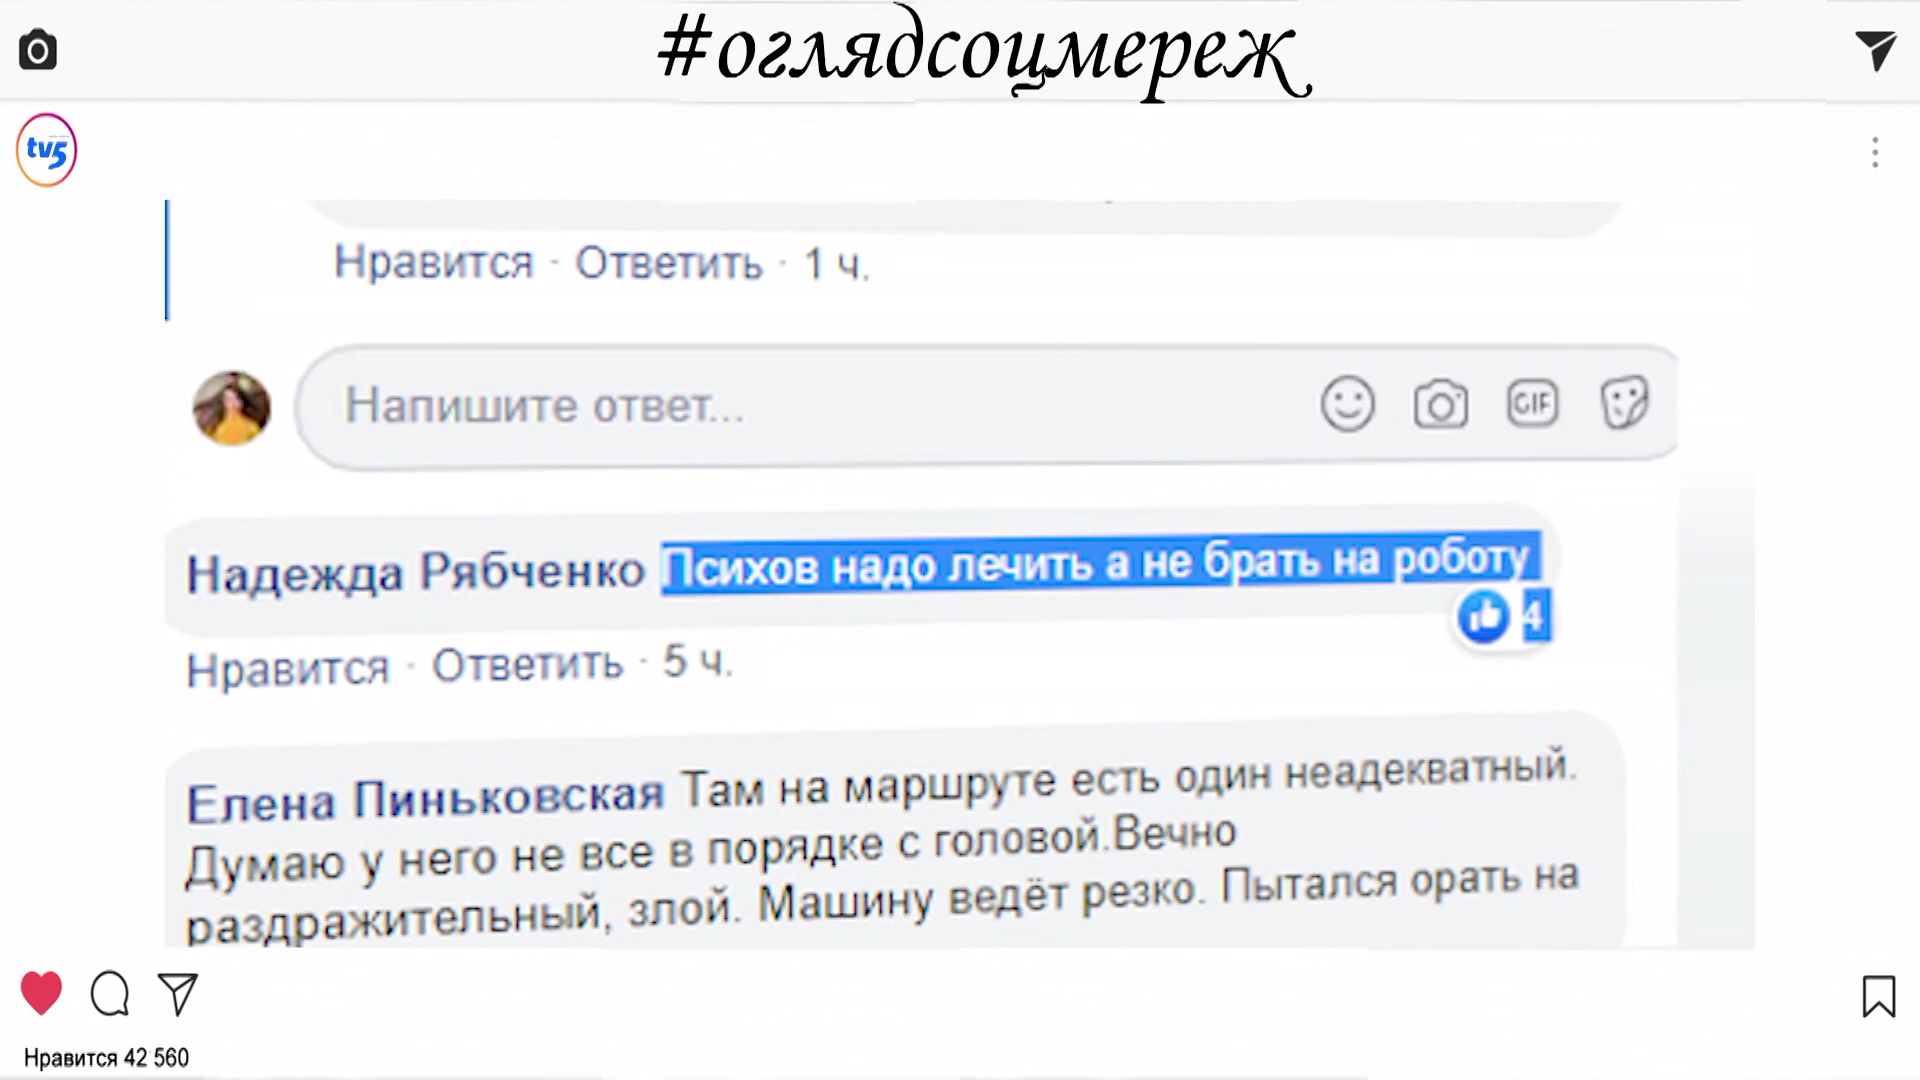 #оглядсоцмереж
tv5
Нравится · Ответить · 1 ч.
Напишите ответ...
GIF
Надежда Рябченко Психов надо лечить а не брать на роботу
4
Нравится · Ответить · 5 ч.
Елена Пиньковская Там на маршруте есть один неадекватный.
Думаю у него не все в порядке с головой.Вечно
раздражительный, злой. Машину ведёт резко. Пытался орать на
Нравится 42 560